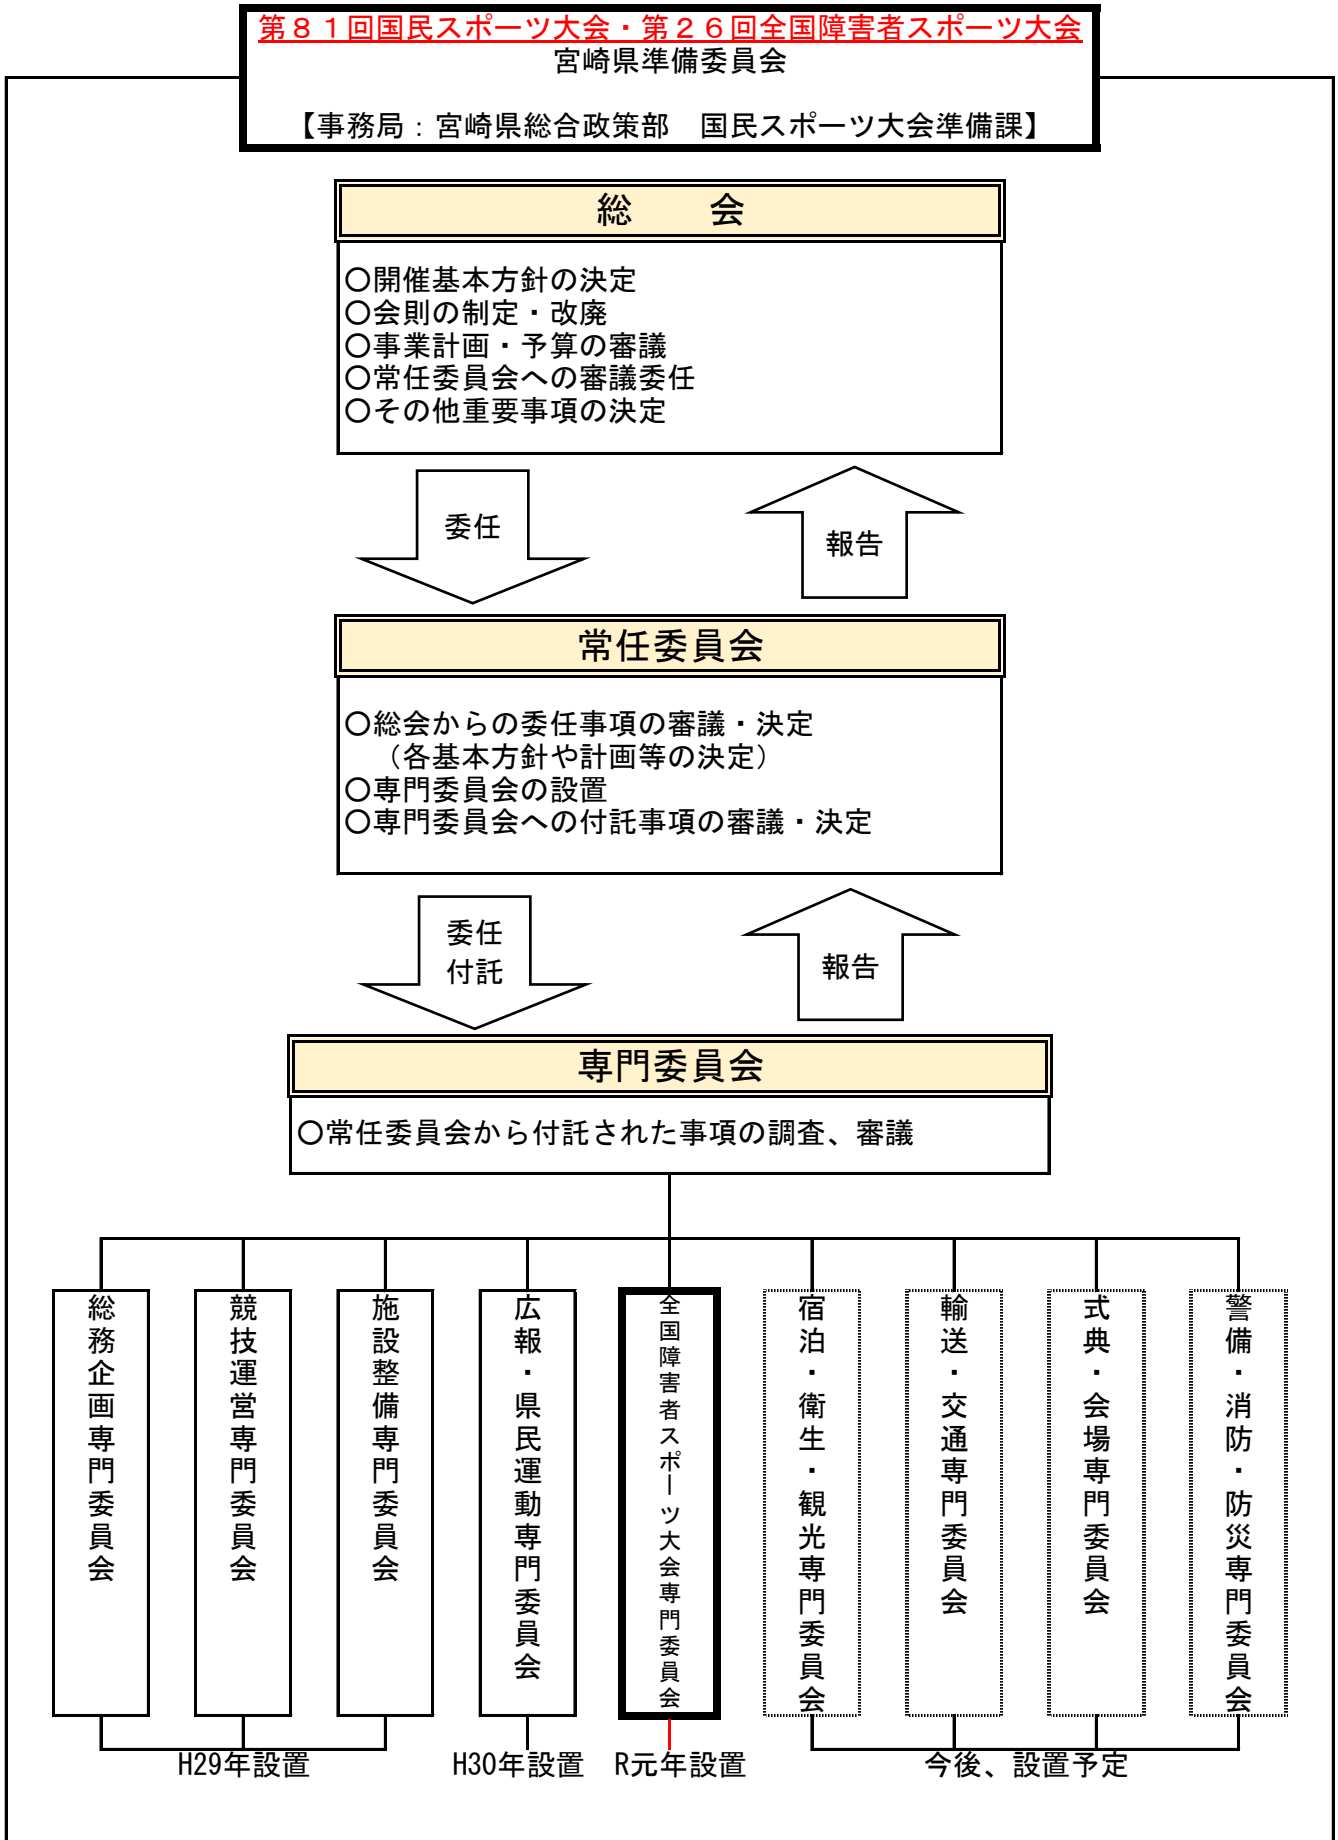 第８１回国民スポーツ大会・第２６回全国障害者スポーツ大会
宮崎県準備委員会
【事務局：宮崎県総合政策部　国民スポーツ大会準備課】
総　　会
〇開催基本方針の決定
〇会則の制定・改廃
〇事業計画・予算の審議
〇常任委員会への審議委任
〇その他重要事項の決定
委任
報告
常任委員会
〇総会からの委任事項の審議・決定
（各基本方針や計画等の決定）
〇専門委員会の設置
〇専門委員会への付託事項の審議・決定
委任
付託
報告
専門委員会
〇常任委員会から付託された事項の調査、審議
総務企画専門委員会
競技運営専門委員会
施設整備専門委員会
広報・県民運動専門委員会
全国障害者スポーツ大会専門委員会
宿泊・衛生・観光専門委員会
輸送・交通専門委員会
式典・会場専門委員会
警備・消防・防災専門委員会
H29年設置
H30年設置
R元年設置
今後、設置予定